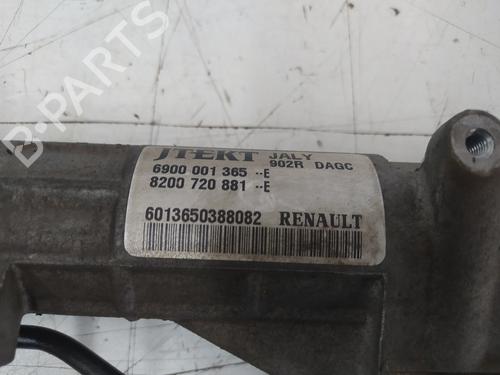 JTEKT JALY
902R DAGC
6900 001 365 --E
8200 720 881 --E
6013650388082 RENAULT
B-PARTS